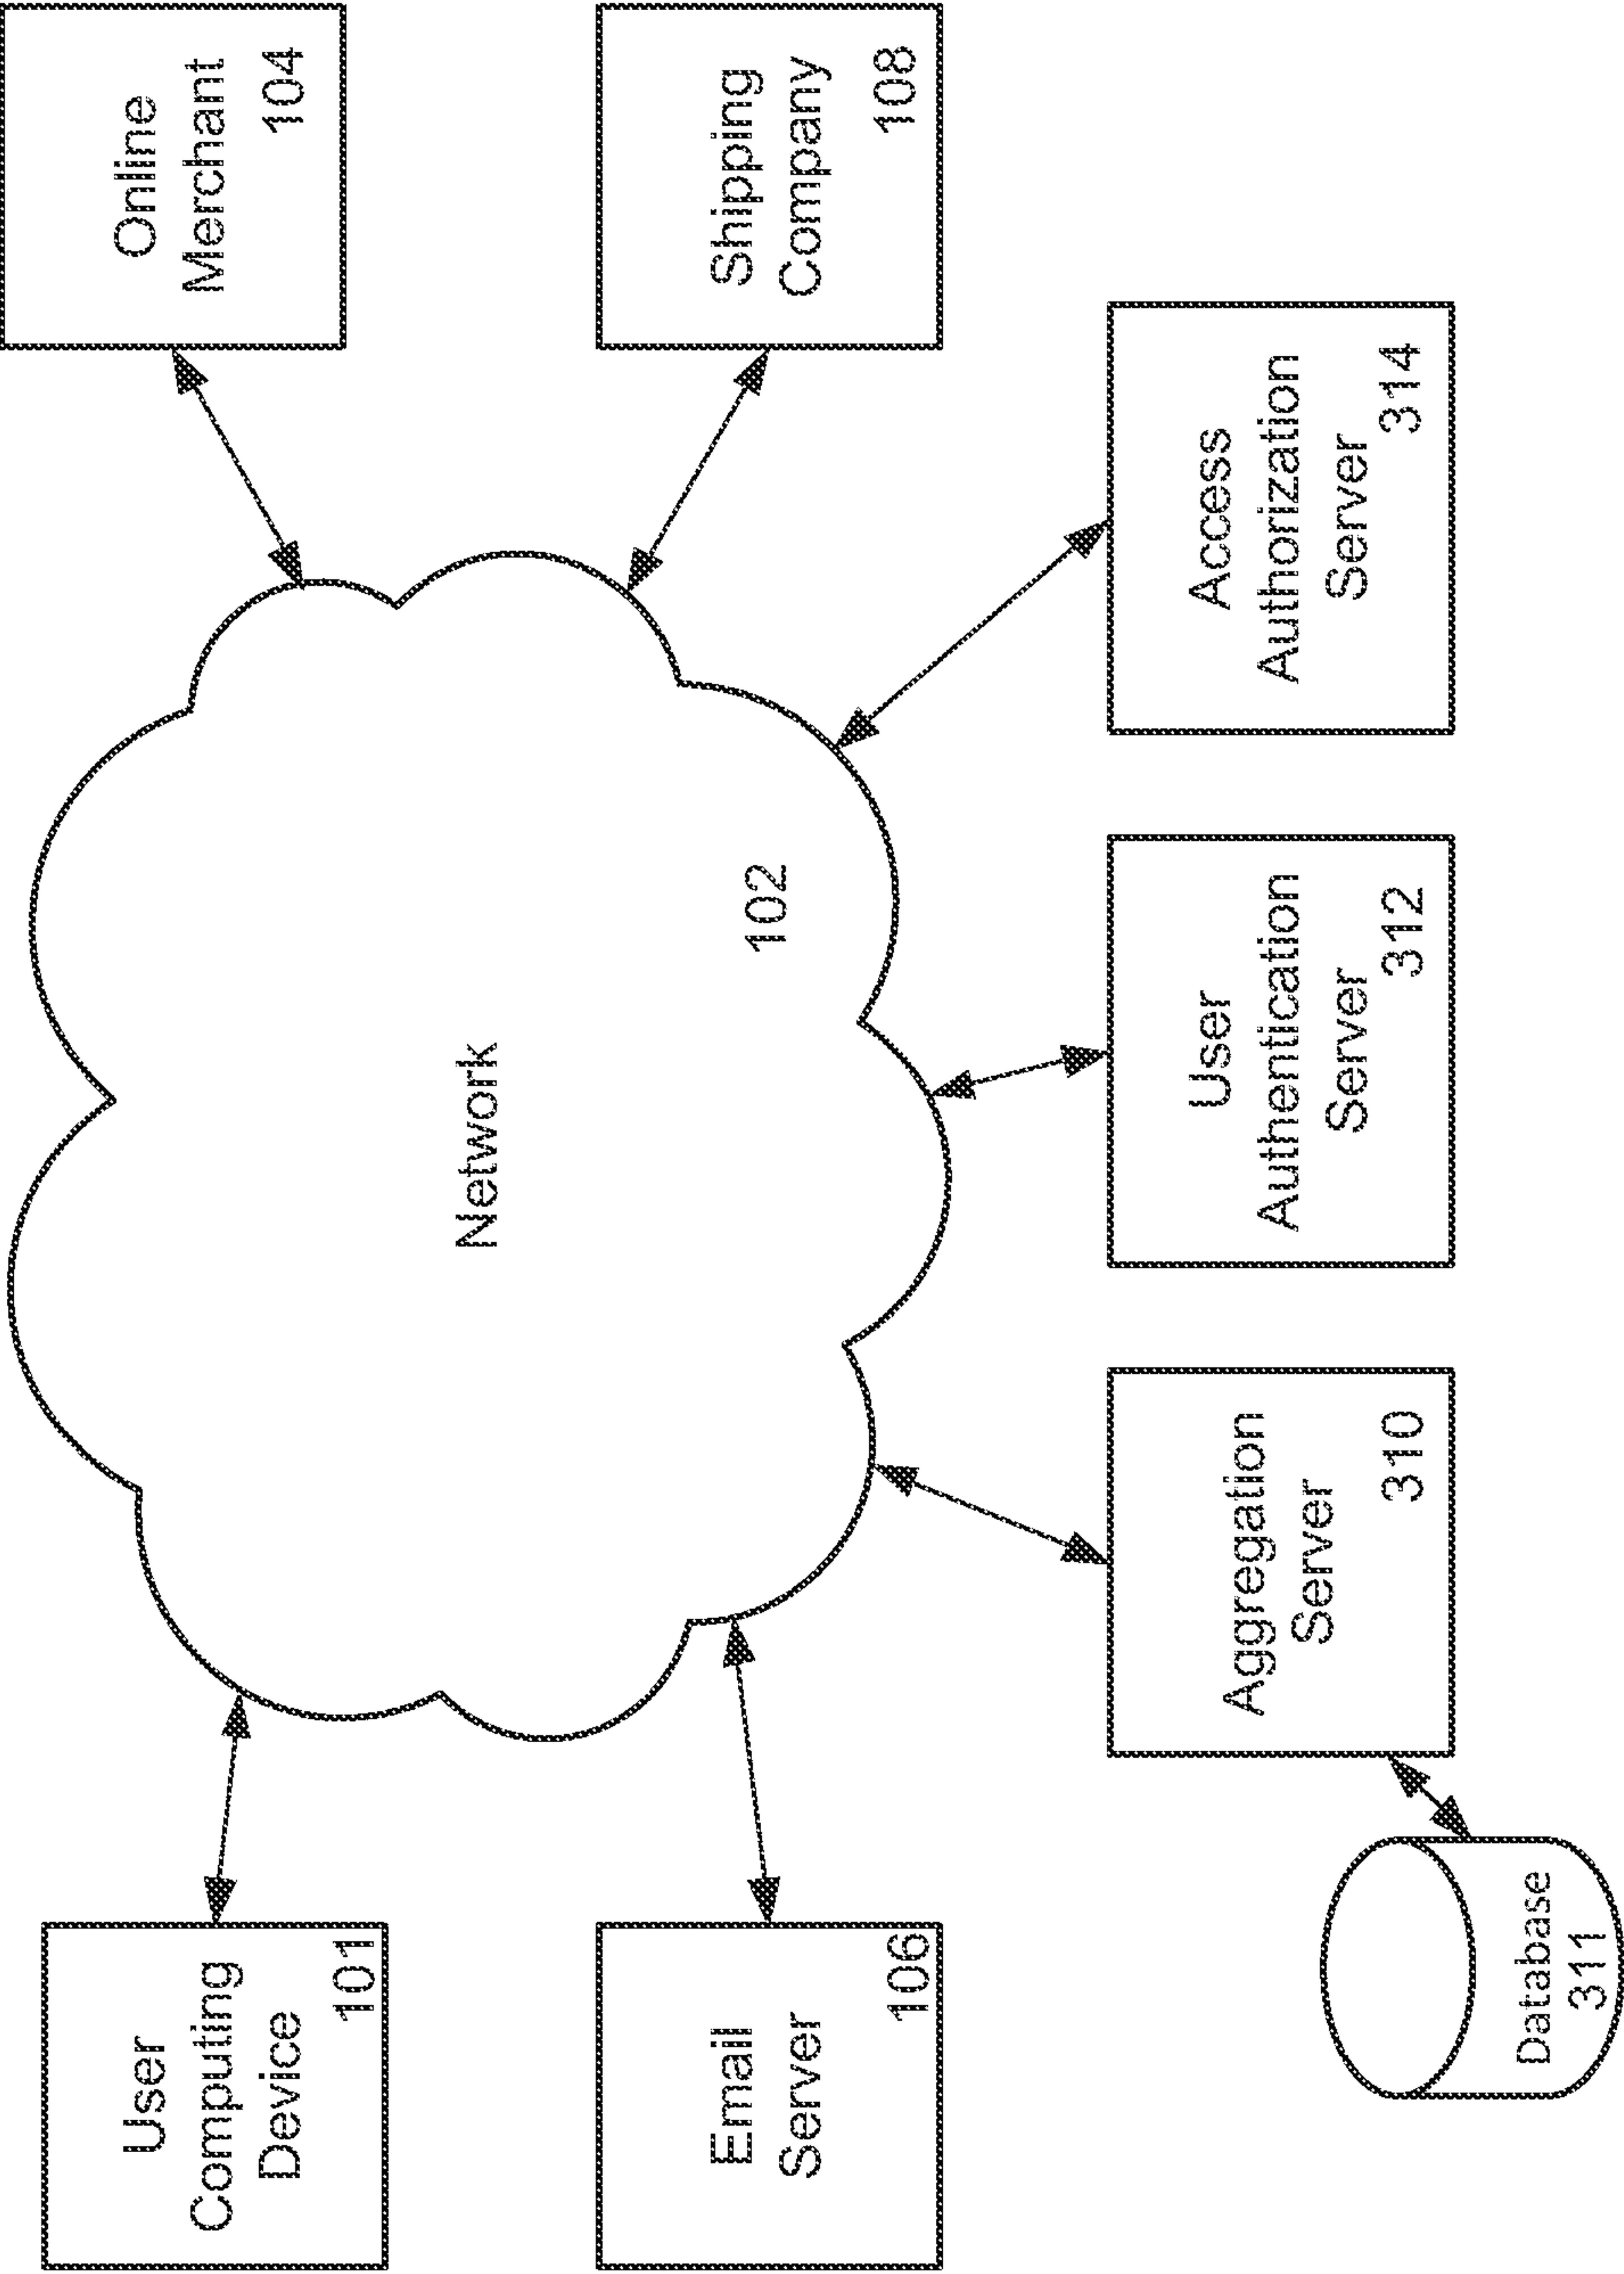 User
Computing
Device
101
Network
102
Online
Merchant
104
Email
Server
106
Shipping
Company
108
Database
311
Aggregation
Server
310
User
Authentication
Server
312
Access
Authorization
Server
314